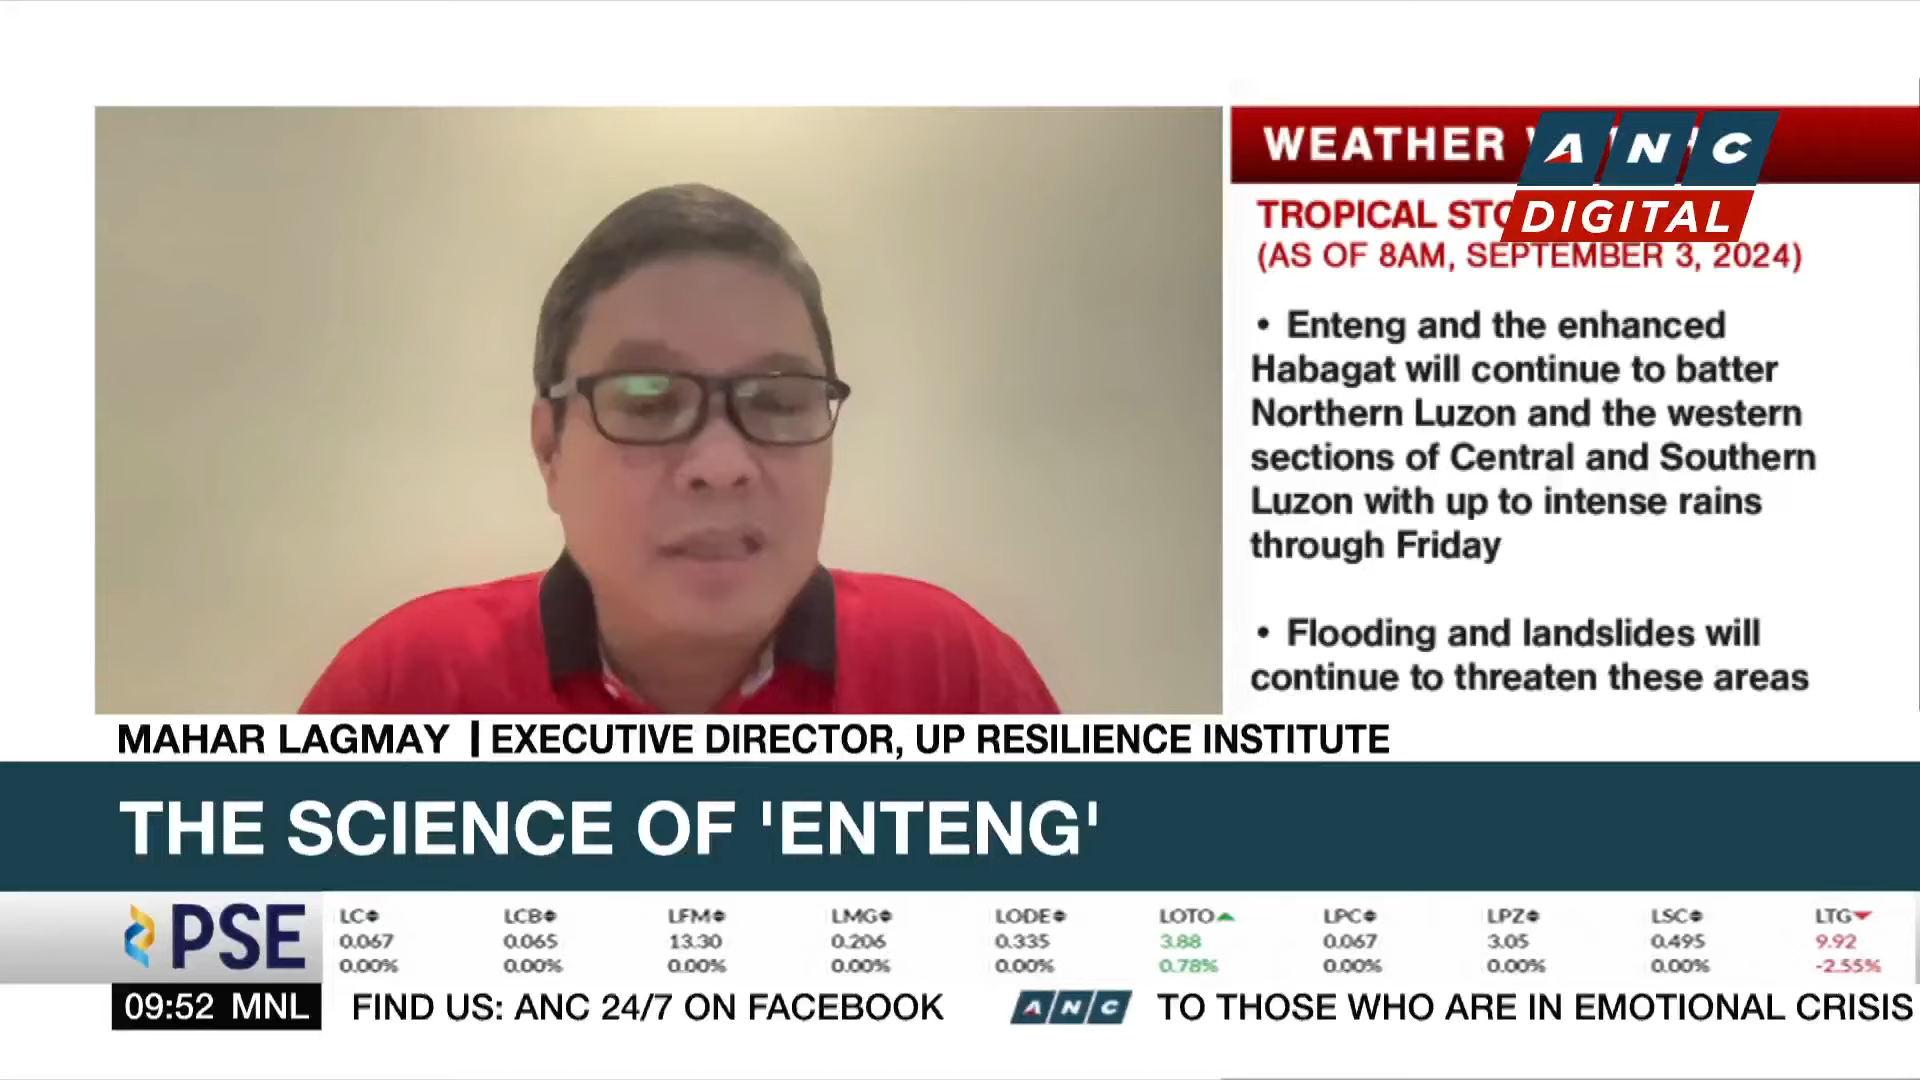 WEATHER
ANC
DIGITAL
TROPICAL
(AS OF 8AM, SEPTEMBER 3, 2024)
• Enteng and the enhanced
Habagat will continue to batter
Northern Luzon and the western
sections of Central and Southern
Luzon with up to intense rains
through Friday
• Flooding and landslides will
continue to threaten these areas
MAHAR LAGMAY | EXECUTIVE DIRECTOR, UP RESILIENCE INSTITUTE
THE SCIENCE OF 'ENTENG'
PSE
LC LCB LFM LMG LODE LOTO LPC LPZ LSC LTG
0.067 0.065 13.30 0.206 0.335 3.88 0.067 3.05 0.495 9.92
0.00% 0.00% 0.00% 0.00% 0.00% 0.78% 0.00% 0.00% 0.00% -2.55%
09:52 MNL FIND US: ANC 24/7 ON FACEBOOK ANC TO THOSE WHO ARE IN EMOTIONAL CRISIS